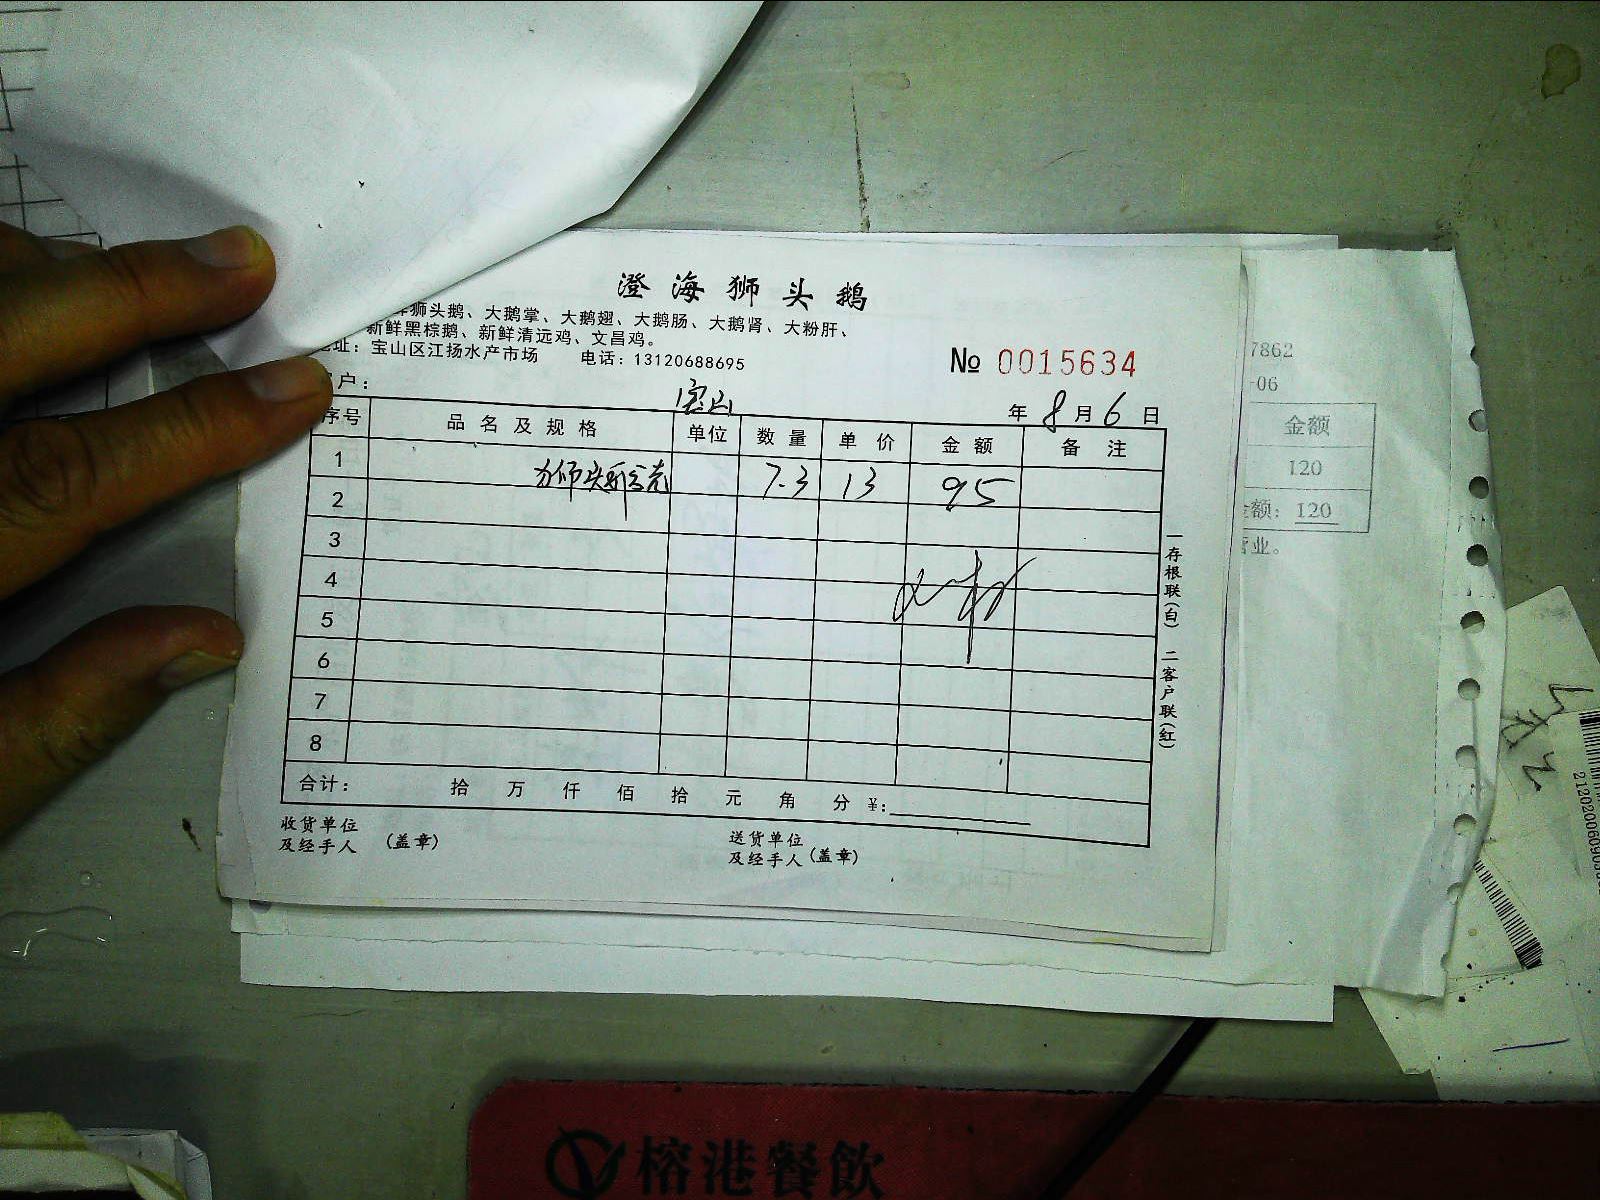 澄海狮头鹅
狮头鹅、大鹅掌、大鹅翅、大鹅肠、大鹅肾、大粉肝、
新鲜黑棕鹅、新鲜清远鸡、文昌鸡。
址：宝山区江扬水产市场 电话：13120688695
№ 0015634
户：
宝山
年 8 月 6 日
序号 品名及规格 单位 数量 单价 金额 备注
1 7.3 13 95
2
3
4
5
6
7
8
合计： 拾 万 仟 佰 拾 元 角 分 ¥:
收货单位
及经手人 (盖章)
送货单位
及经手人 (盖章)
一存根联(白) 二客户联(红)
7862
-06
金额
120
额：120
业。
榕港餐飲